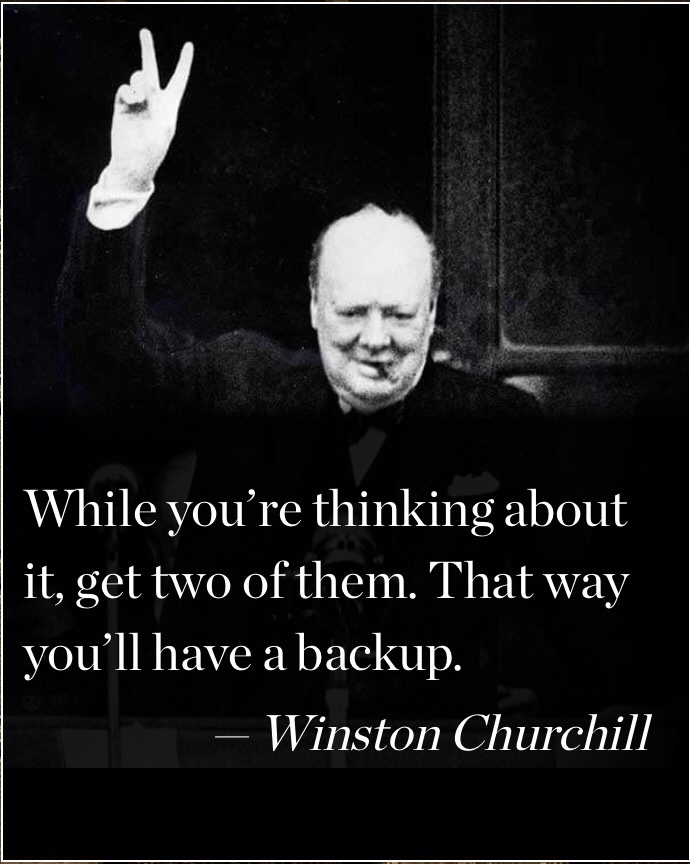 While you’re thinking about
it, get two of them. That way
you’ll have a backup.
— Winston Churchill